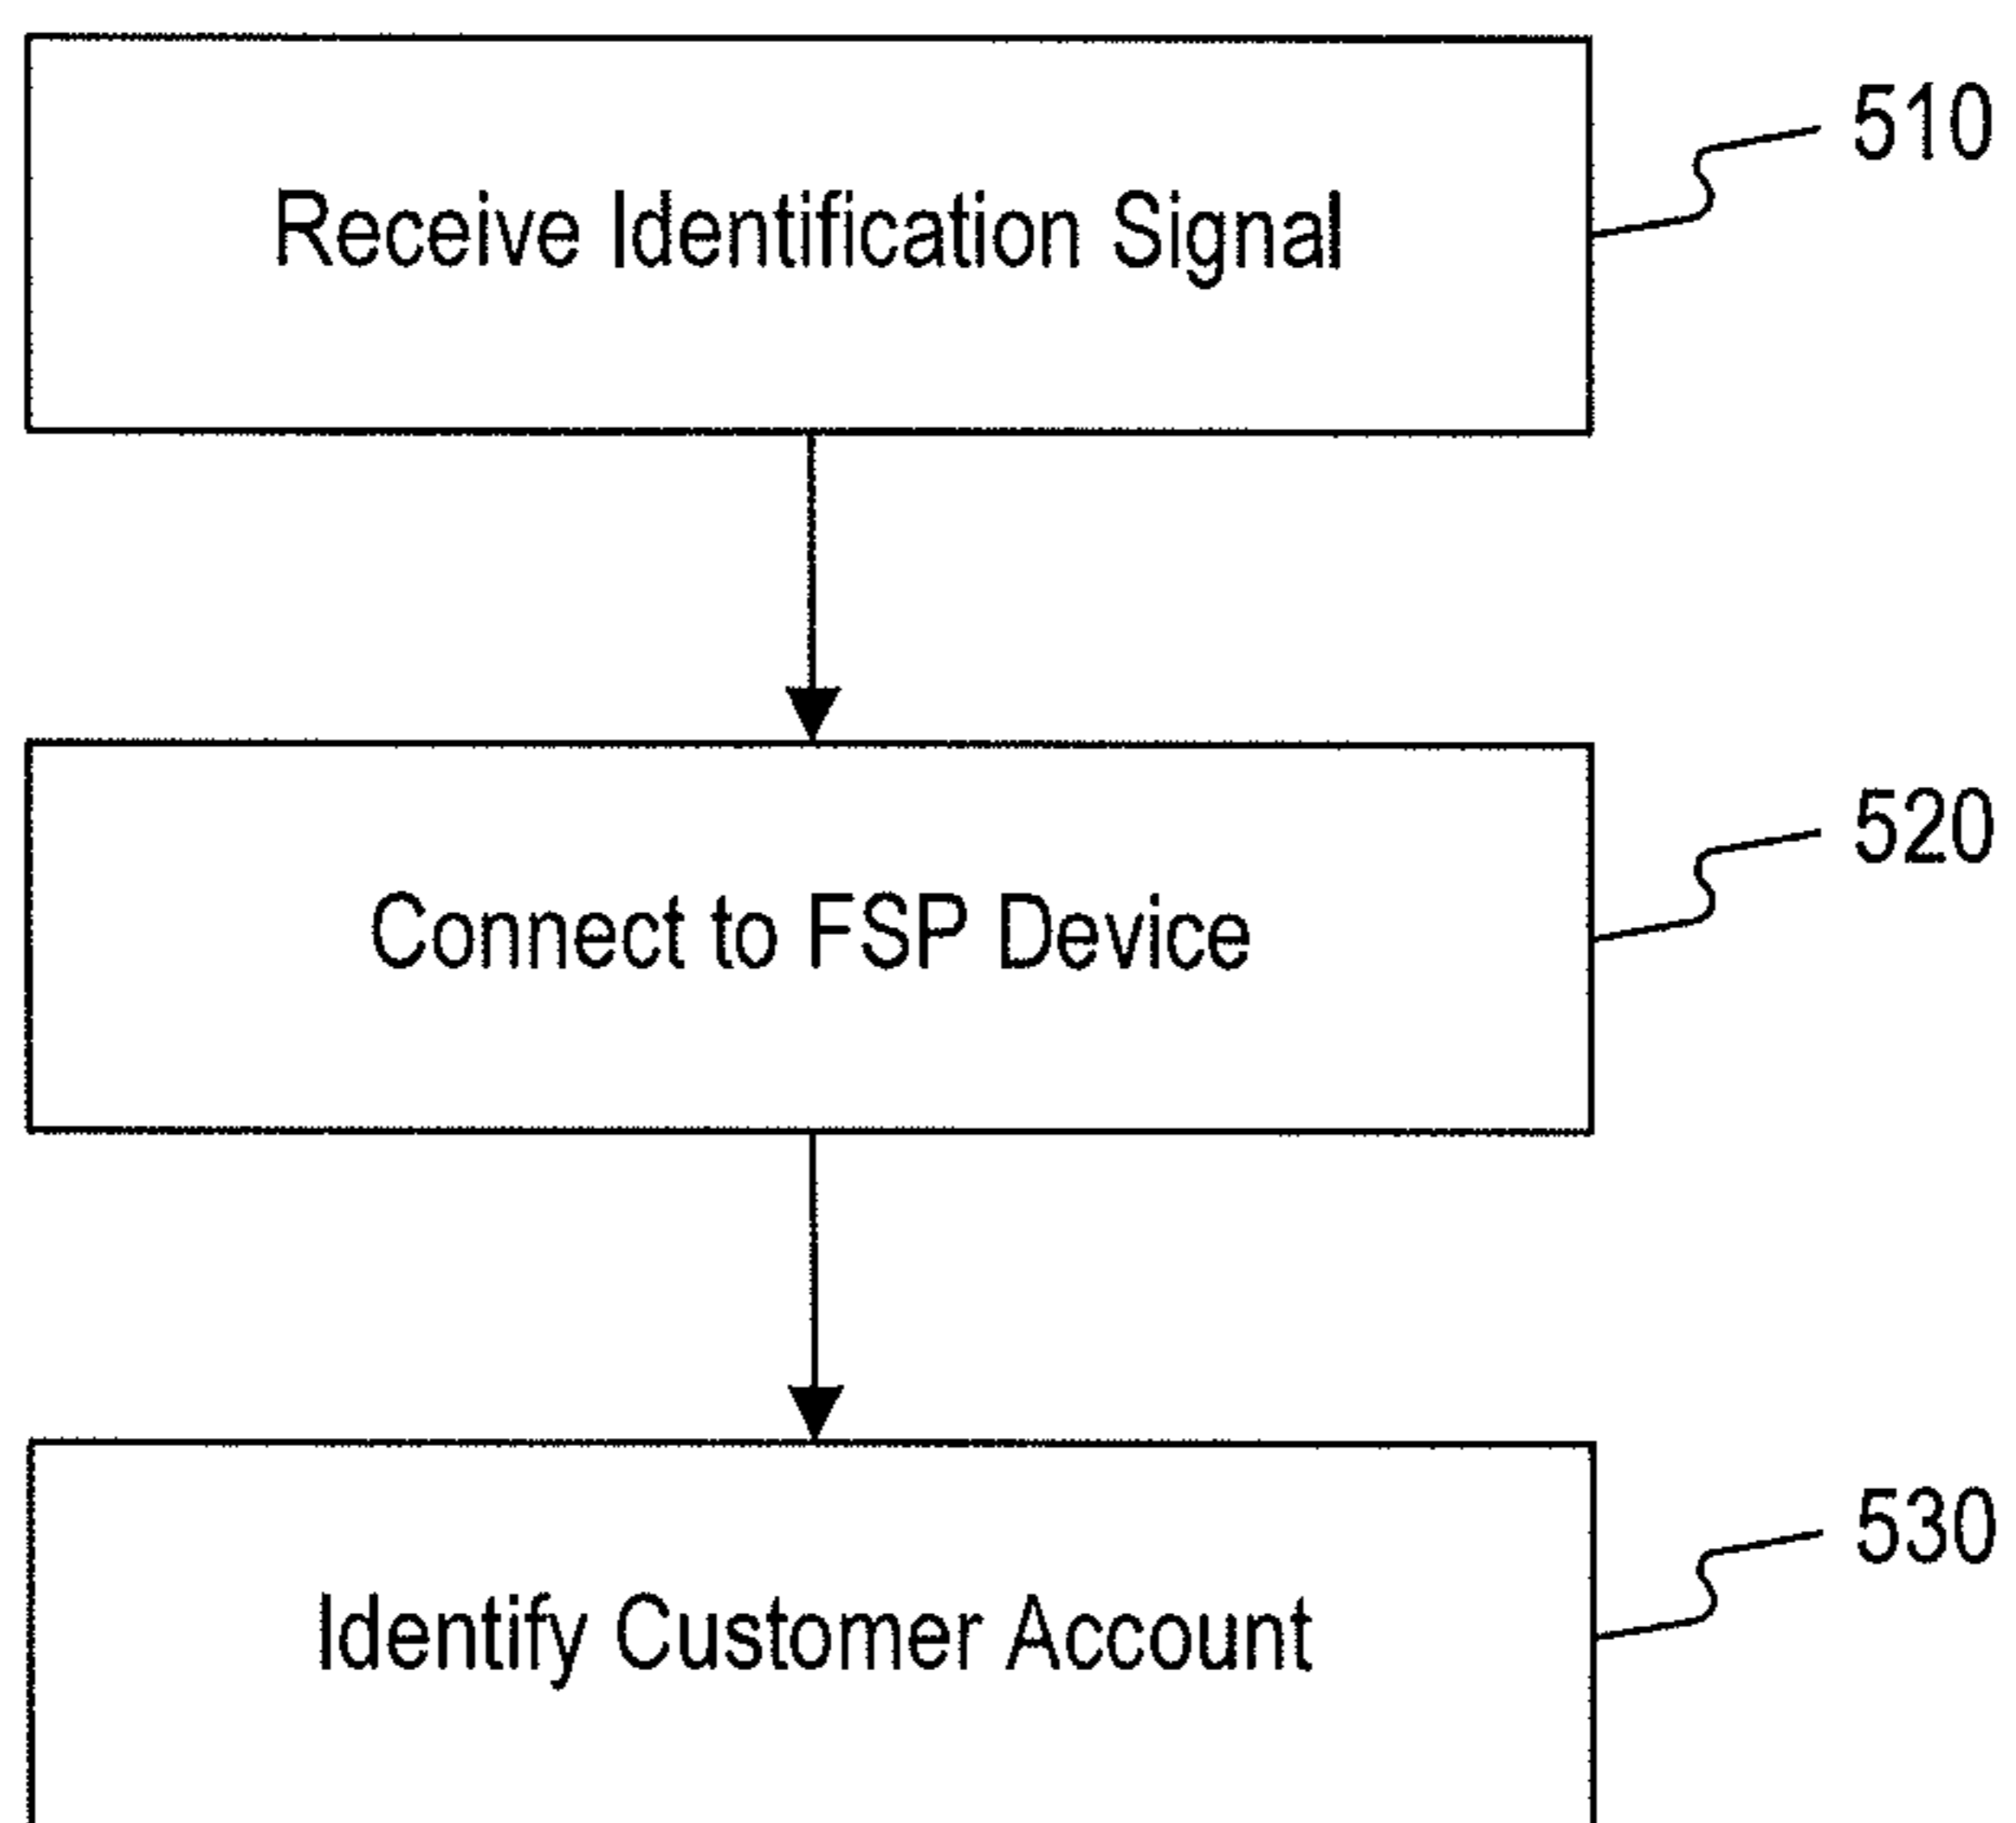 Receive Identification Signal
510
Connect to FSP Device
520
Identify Customer Account
530